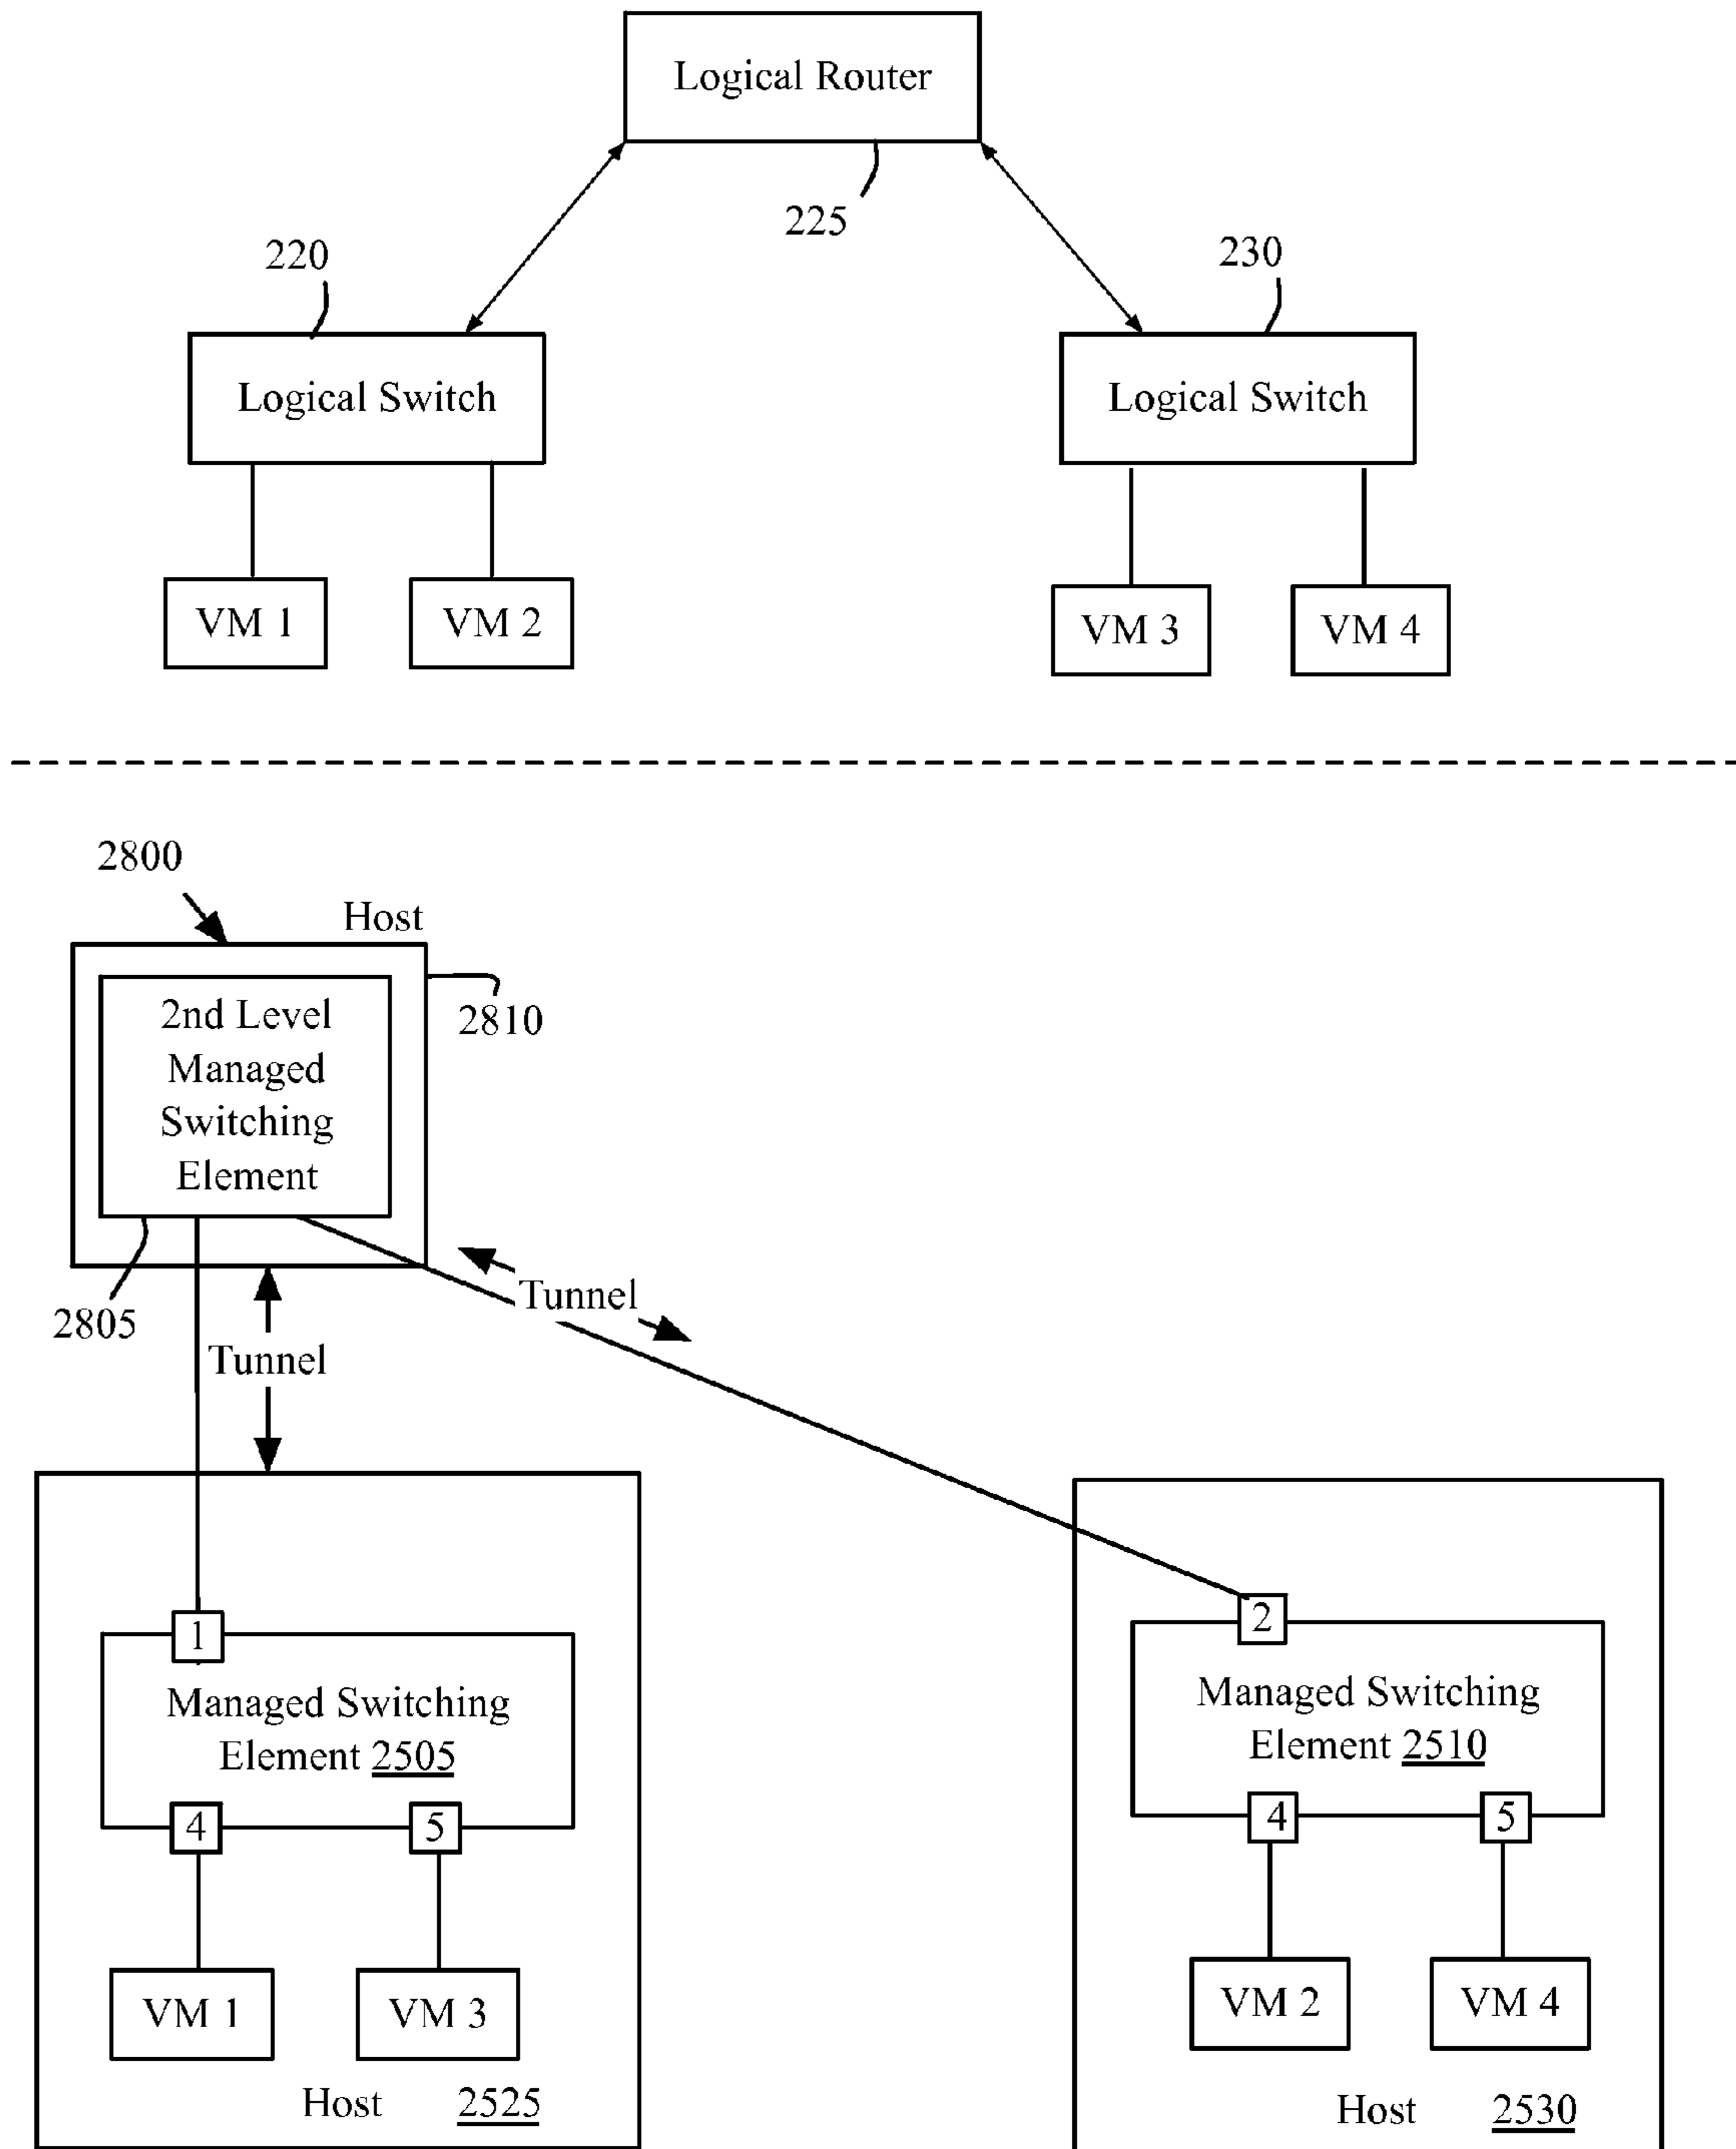 Logical Router
225
220
230
Logical Switch
Logical Switch
VM 1
VM 2
VM 3
VM 4
2800
Host
2nd Level
Managed
Switching
Element
2810
2805
Tunnel
Tunnel
1
2
Managed Switching
Element 2505
Managed Switching
Element 2510
4
5
4
5
VM 1
VM 3
VM 2
VM 4
Host 2525
Host 2530